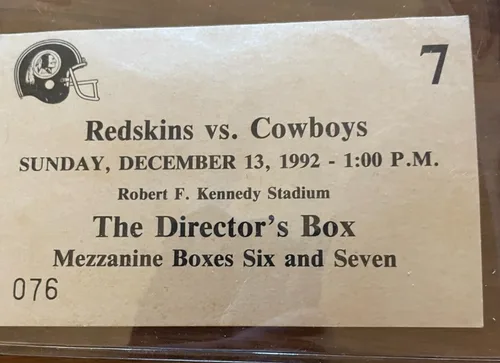 7
Redskins vs. Cowboys
SUNDAY, DECEMBER 13, 1992 - 1:00 P.M.
Robert F. Kennedy Stadium
The Director's Box
Mezzanine Boxes Six and Seven
076